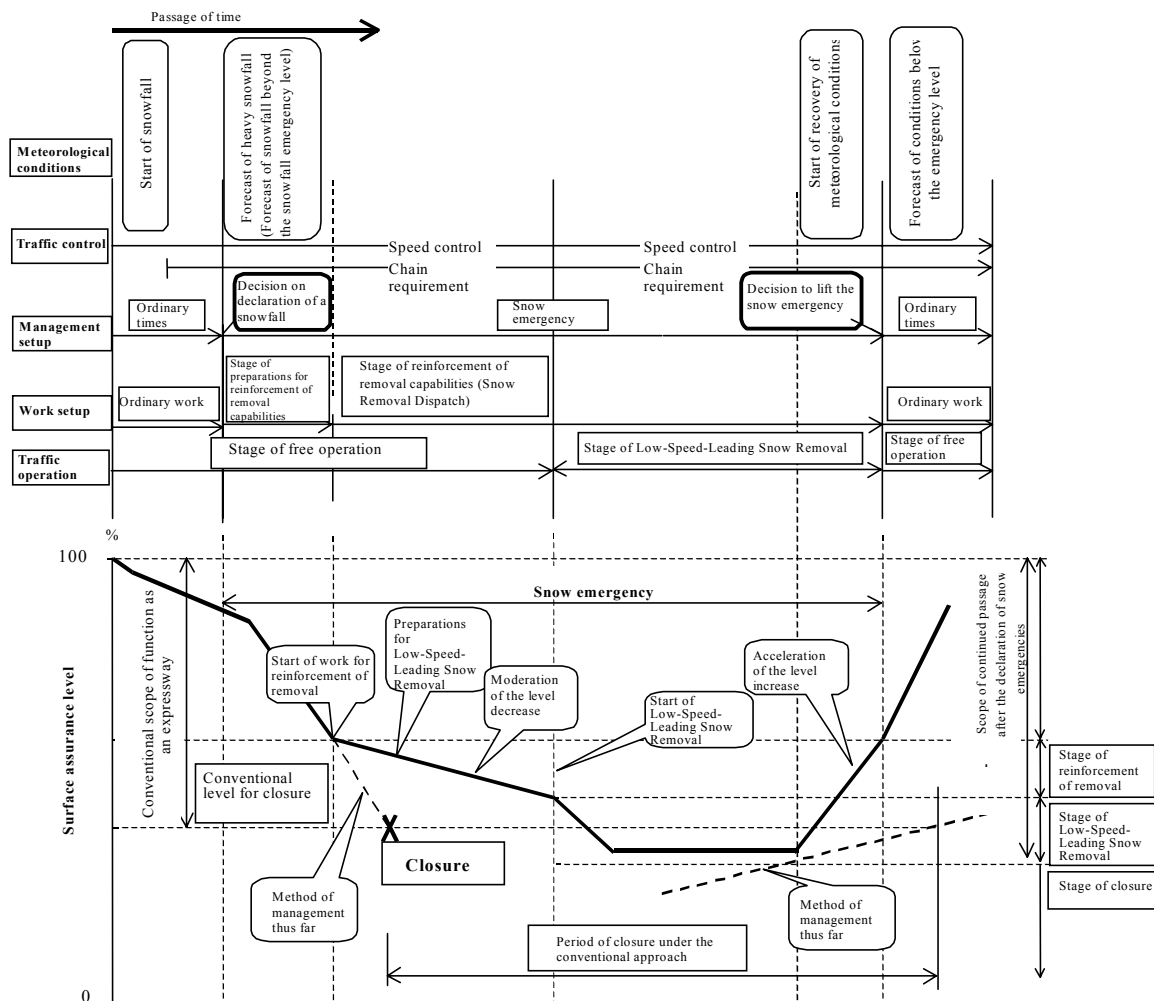 Passage of time
Start of snowfall
Forecast of heavy snowfall
(Forecast of snowfall beyond
the snowfall emergency level)
Start of recovery of
meteorological conditions
Forecast of conditions below
the emergency level
Meteorological
conditions
Traffic control
Speed control
Speed control
Chain
requirement
Chain
requirement
Management
setup
Ordinary
times
Decision on
declaration of a
snowfall
Snow
emergency
Decision to lift the
snow emergency
Ordinary
times
Work setup
Ordinary work
Stage of
preparations for
reinforcement of
removal
capabilities
Stage of reinforcement of
removal capabilities (Snow
Removal Dispatch)
Ordinary work
Traffic
operation
Stage of free operation
Stage of Low-Speed-Leading Snow Removal
Stage of free
operation
%
100
Surface assurance level
0
Conventional scope of function as
an expressway
Snow emergency
Start of work for
reinforcement of
removal
Preparations
for
Low-Speed-
Leading Snow
Removal
Moderation
of the level
decrease
Start of
Low-Speed-
Leading Snow
Removal
Acceleration
of the level
increase
Scope of continued passage
after the declaration of snow
emergencies
Conventional
level for closure
Closure
Method of
management
thus far
Method of
management
thus far
Period of closure under the
conventional approach
Stage of
reinforcement
of removal
Stage of
Low-Speed-
Leading Snow
Removal
Stage of closure